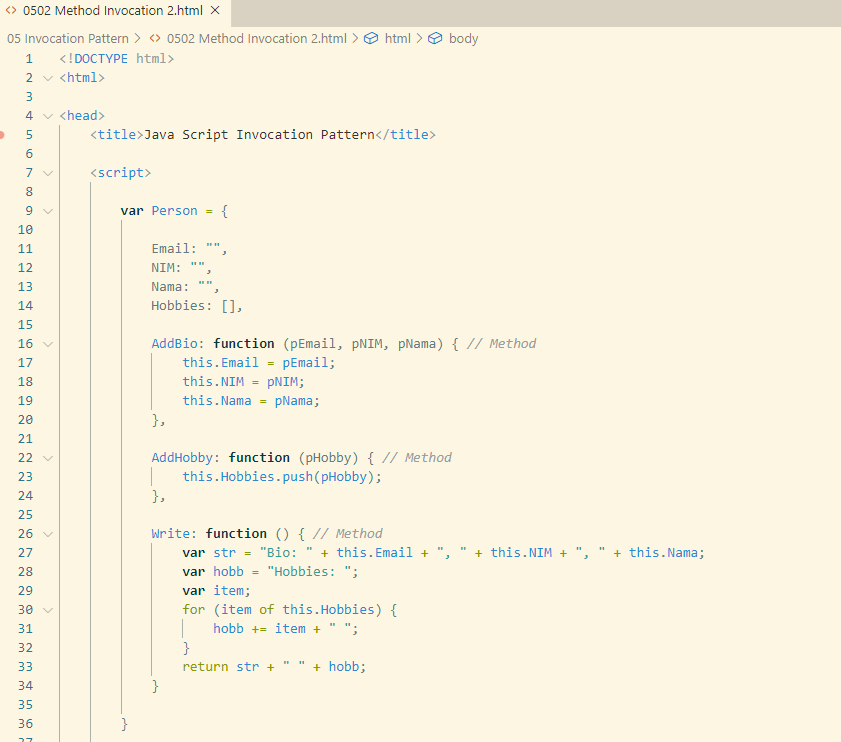 0502 Method Invocation 2.html
05 Invocation Pattern > 0502 Method Invocation 2.html > html > body
1 <!DOCTYPE html>
2 <html>
3
4 <head>
5 <title>Java Script Invocation Pattern</title>
6
7 <script>
8
9 var Person = {
10
11 Email: "",
12 NIM: "",
13 Nama: "",
14 Hobbies: [],
15
16 AddBio: function (pEmail, pNIM, pNama) { // Method
17 this.Email = pEmail;
18 this.NIM = pNIM;
19 this.Nama = pNama;
20 },
21
22 AddHobby: function (pHobby) { // Method
23 this.Hobbies.push(pHobby);
24 },
25
26 Write: function () { // Method
27 var str = "Bio: " + this.Email + ", " + this.NIM + ", " + this.Nama;
28 var hobb = "Hobbies: ";
29 var item;
30 for (item of this.Hobbies) {
31 hobb += item + " ";
32 }
33 return str + " " + hobb;
34 }
35
36 }
37